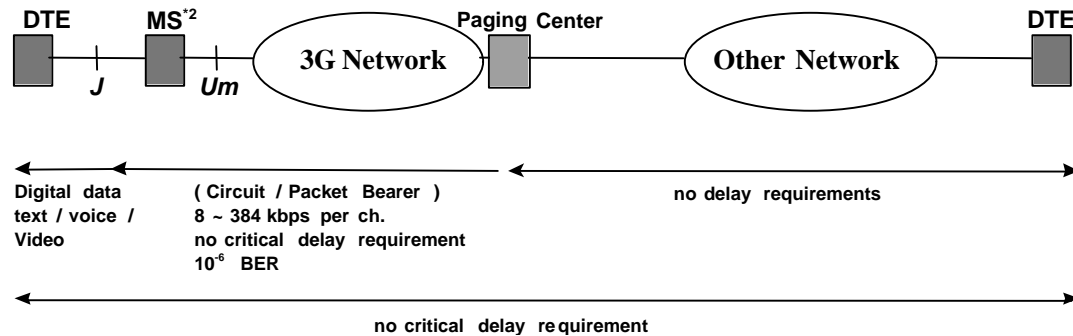 DTE MS*2 Paging Center DTE
3G Network Other Network
J Um
Digital data
text / voice /
Video
( Circuit / Packet Bearer )
8 ~ 384 kbps per ch.
no critical delay requirement
10-6 BER
no delay requirements
no critical delay requirement